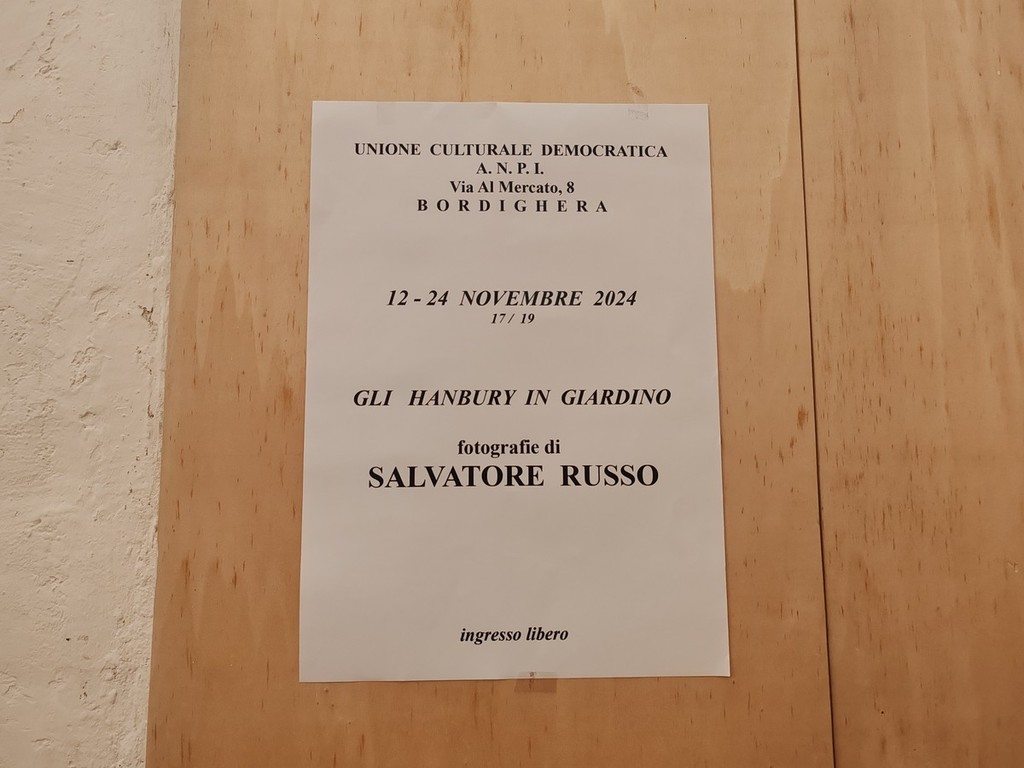 UNIONE CULTURALE DEMOCRATICA
A. N. P. I.
Via Al Mercato, 8
B O R D I G H E R A
12 - 24 NOVEMBRE 2024
17 / 19
GLI HANBURY IN GIARDINO
fotografie di
SALVATORE RUSSO
ingresso libero